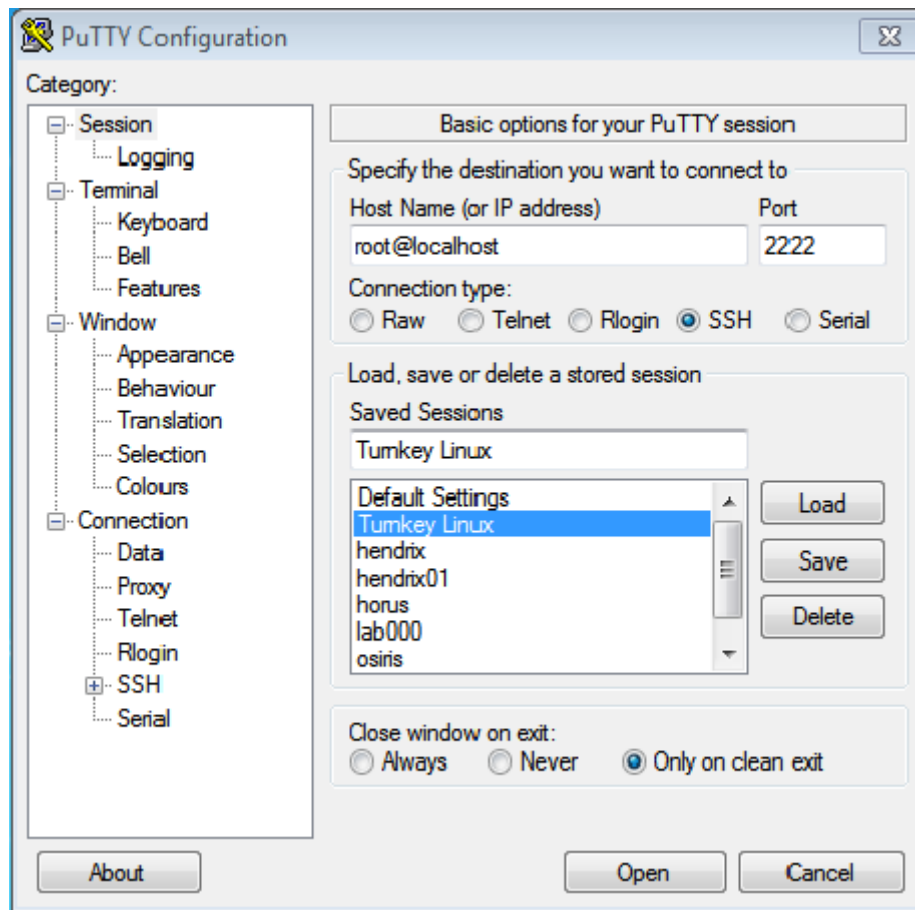 PuTTY Configuration
Category:
Session
Logging
Terminal
Keyboard
Bell
Features
Window
Appearance
Behaviour
Translation
Selection
Colours
Connection
Data
Proxy
Telnet
Rlogin
SSH
Serial
Basic options for your PuTTY session
Specify the destination you want to connect to
Host Name (or IP address) Port
root@localhost 2222
Connection type:
Raw Telnet Rlogin SSH Serial
Load, save or delete a stored session
Saved Sessions
Turnkey Linux
Default Settings
Turnkey Linux
hendrix
hendrix01
horus
lab000
osiris
Load
Save
Delete
Close window on exit:
Always Never Only on clean exit
About Open Cancel